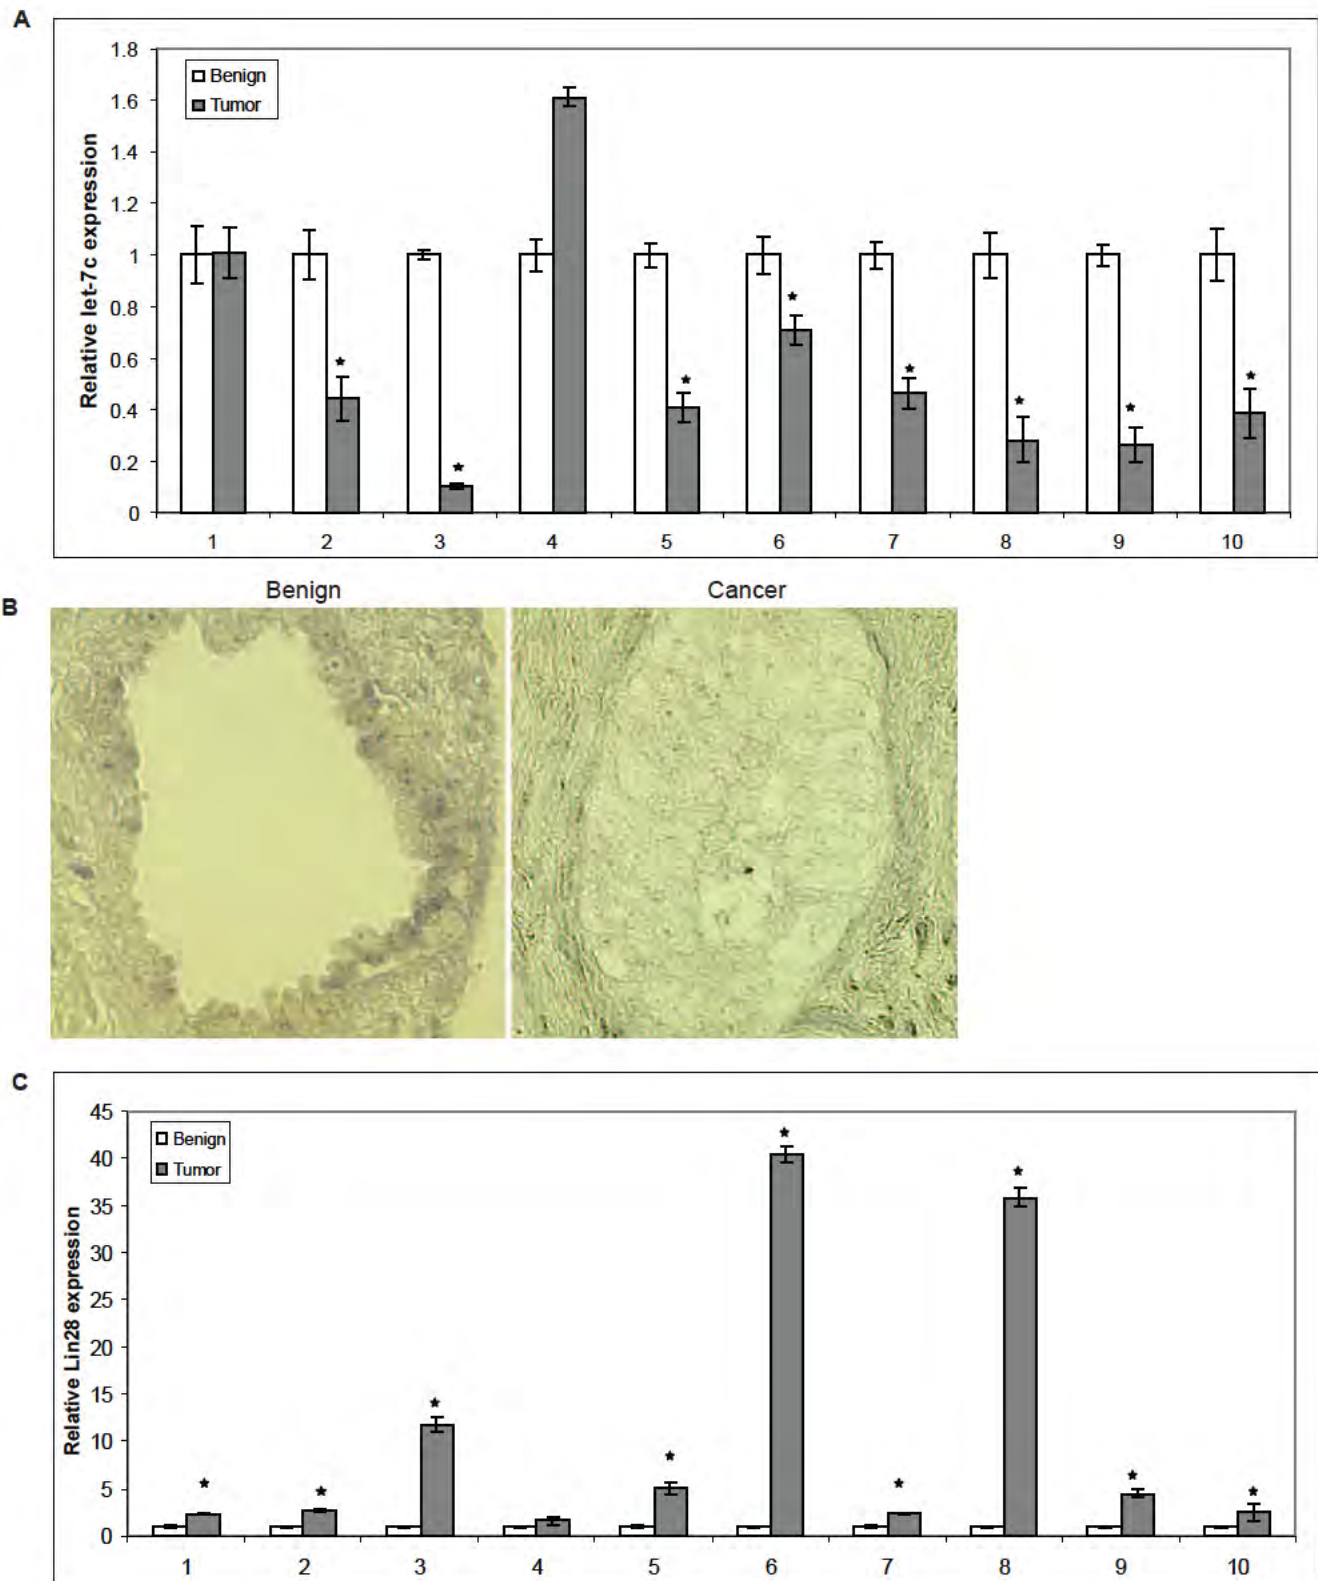 A
Relative let-7c expression
1.8
1.6
1.4
1.2
1
0.8
0.6
0.4
0.2
0
Benign
Tumor
* * * * * * * *
1 2 3 4 5 6 7 8 9 10
B
Benign Cancer
C
Relative Lin28 expression
45
40
35
30
25
20
15
10
5
0
Benign
Tumor
* * * * * * * * *
1 2 3 4 5 6 7 8 9 10